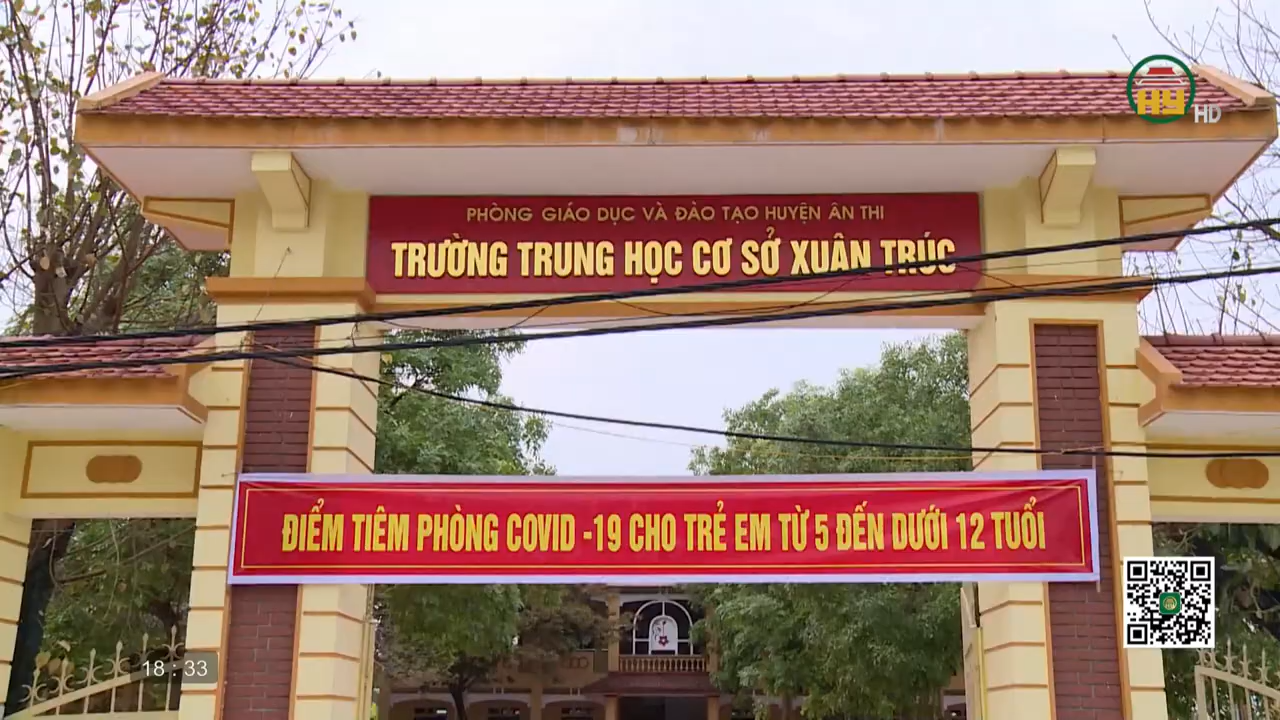 HY
HD
PHÒNG GIÁO DỤC VÀ ĐÀO TẠO HUYỆN ÂN THI
TRƯỜNG TRUNG HỌC CƠ SỞ XUÂN TRÚC
ĐIỂM TIÊM PHÒNG COVID -19 CHO TRẺ EM TỪ 5 ĐẾN DƯỚI 12 TUỔI
18 : 33